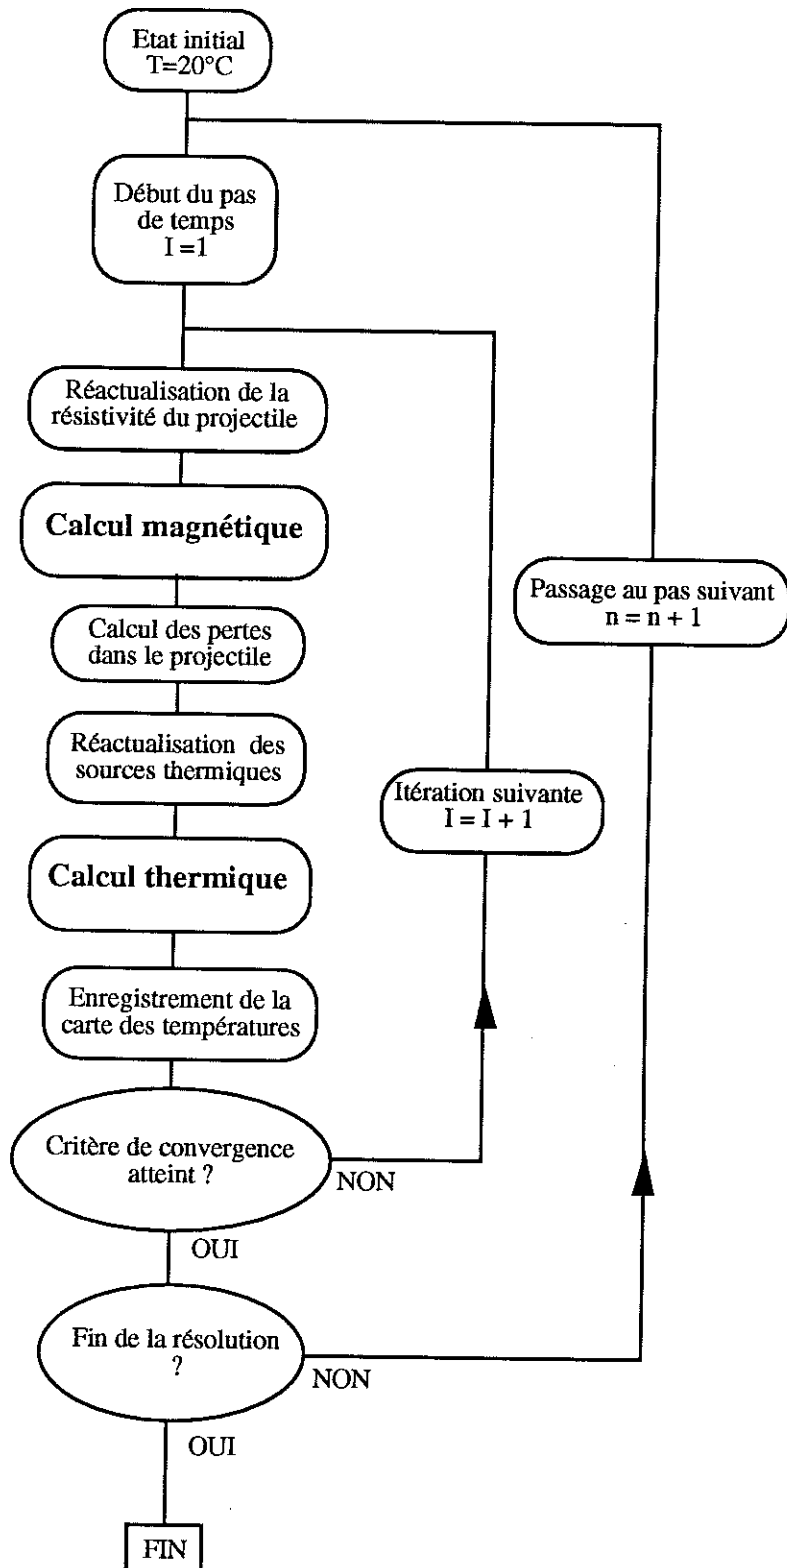 Etat initial
T=20°C
Début du pas
de temps
I =1
Réactualisation de la
résistivité du projectile
Calcul magnétique
Calcul des pertes
dans le projectile
Réactualisation des
sources thermiques
Calcul thermique
Enregistrement de la
carte des températures
Critère de convergence
atteint ?
NON
OUI
Fin de la résolution
?
NON
OUI
FIN
Itération suivante
I = I + 1
Passage au pas suivant
n = n + 1